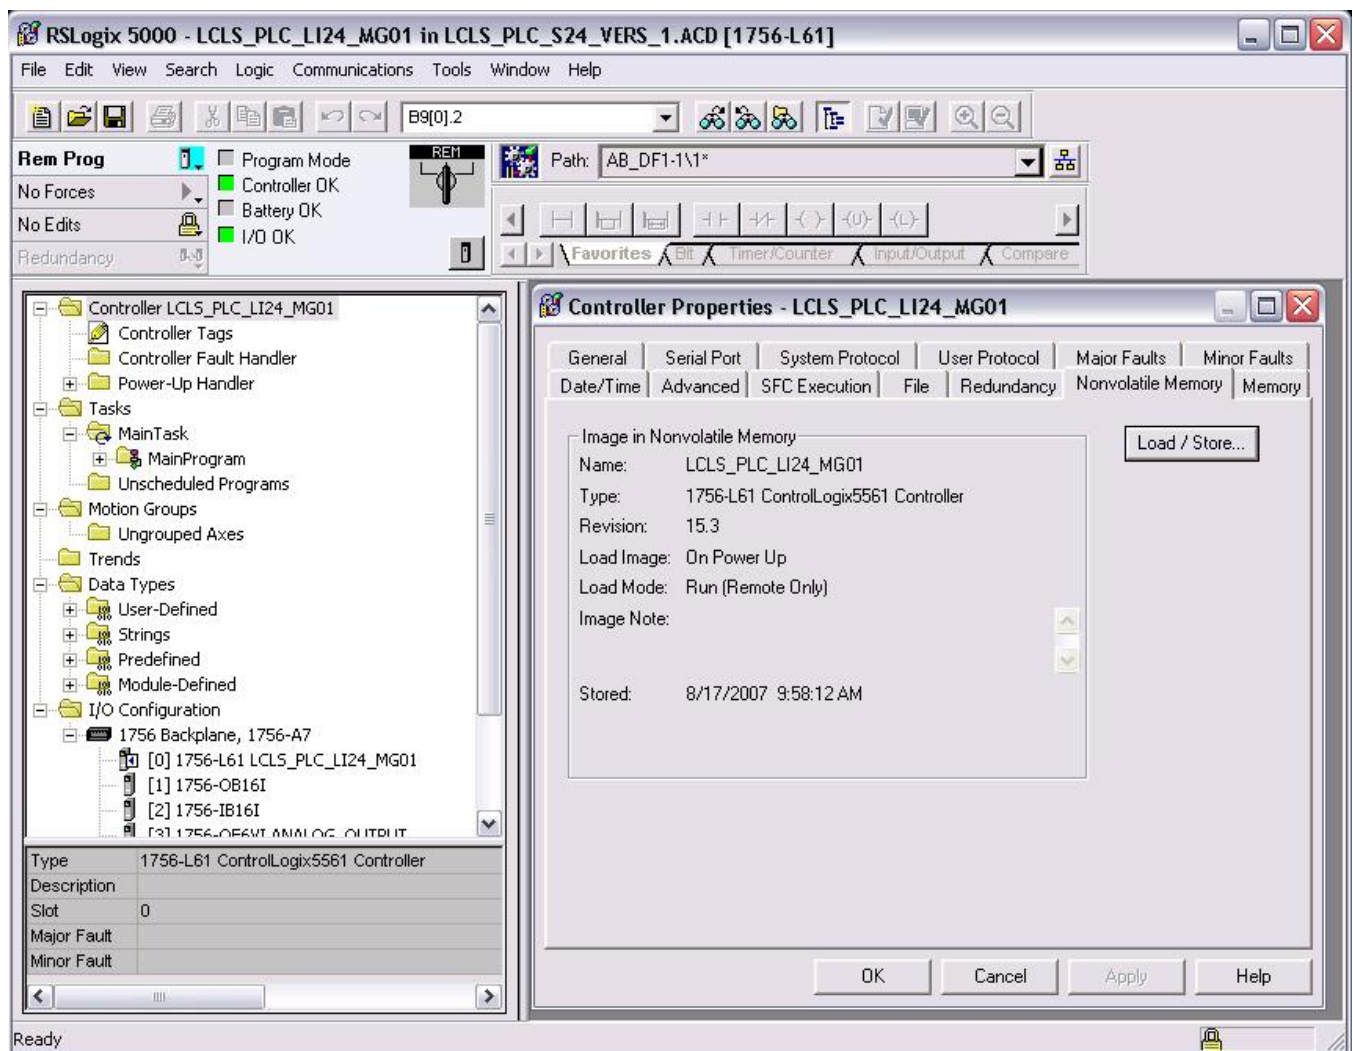 RSLogix 5000 - LCLS_PLC_LI24_MG01 in LCLS_PLC_S24_VERS_1.ACD [1756-L61]
File Edit View Search Logic Communications Tools Window Help
B9[0].2
Rem Prog
Program Mode
REM
Path: AB_DF1-1\1*
No Forces
Controller OK
Battery OK
No Edits
I/O OK
Redundancy
Favorites Bit Timer/Counter Input/Output Compare
Controller LCLS_PLC_LI24_MG01
Controller Tags
Controller Fault Handler
Power-Up Handler
Tasks
MainTask
MainProgram
Unscheduled Programs
Motion Groups
Ungrouped Axes
Trends
Data Types
User-Defined
Strings
Predefined
Module-Defined
I/O Configuration
1756 Backplane, 1756-A7
[0] 1756-L61 LCLS_PLC_LI24_MG01
[1] 1756-OB16I
[2] 1756-IB16I
[3] 1756-OF6VI ANALOG_OUTPUT
Type 1756-L61 ControlLogix5561 Controller
Description
Slot 0
Major Fault
Minor Fault
Controller Properties - LCLS_PLC_LI24_MG01
General Serial Port System Protocol User Protocol Major Faults Minor Faults
Date/Time Advanced SFC Execution File Redundancy Nonvolatile Memory Memory
Image in Nonvolatile Memory
Load / Store...
Name: LCLS_PLC_LI24_MG01
Type: 1756-L61 ControlLogix5561 Controller
Revision: 15.3
Load Image: On Power Up
Load Mode: Run (Remote Only)
Image Note:
Stored: 8/17/2007 9:58:12 AM
OK Cancel Apply Help
Ready